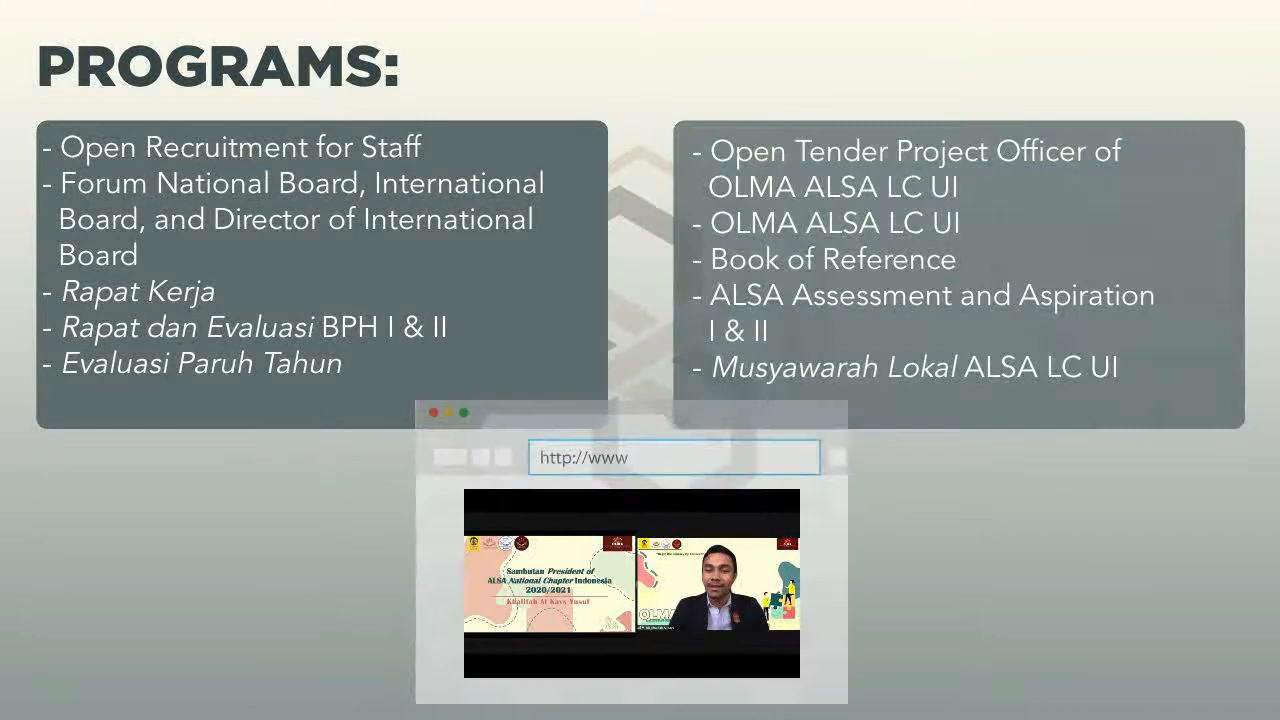 PROGRAMS:
- Open Recruitment for Staff
- Forum National Board, International
Board, and Director of International
Board
- Rapat Kerja
- Rapat dan Evaluasi BPH I & II
- Evaluasi Paruh Tahun
- Open Tender Project Officer of
OLMA ALSA LC UI
- OLMA ALSA LC UI
- Book of Reference
- ALSA Assessment and Aspiration
I & II
- Musyawarah Lokal ALSA LC UI
http://www
Sambutan President of
ALSA National Chapter Indonesia
2020/2021
OLMA